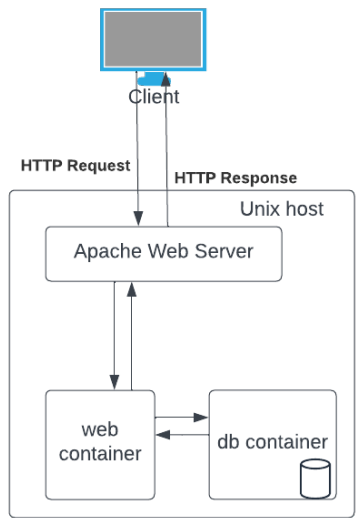 Client
HTTP Request
HTTP Response
Unix host
Apache Web Server
web
container
db container